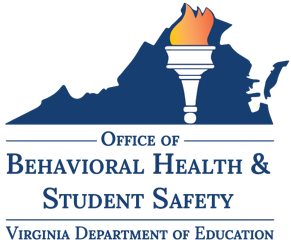 OFFICE OF
BEHAVIORAL HEALTH &
STUDENT SAFETY
VIRGINIA DEPARTMENT OF EDUCATION